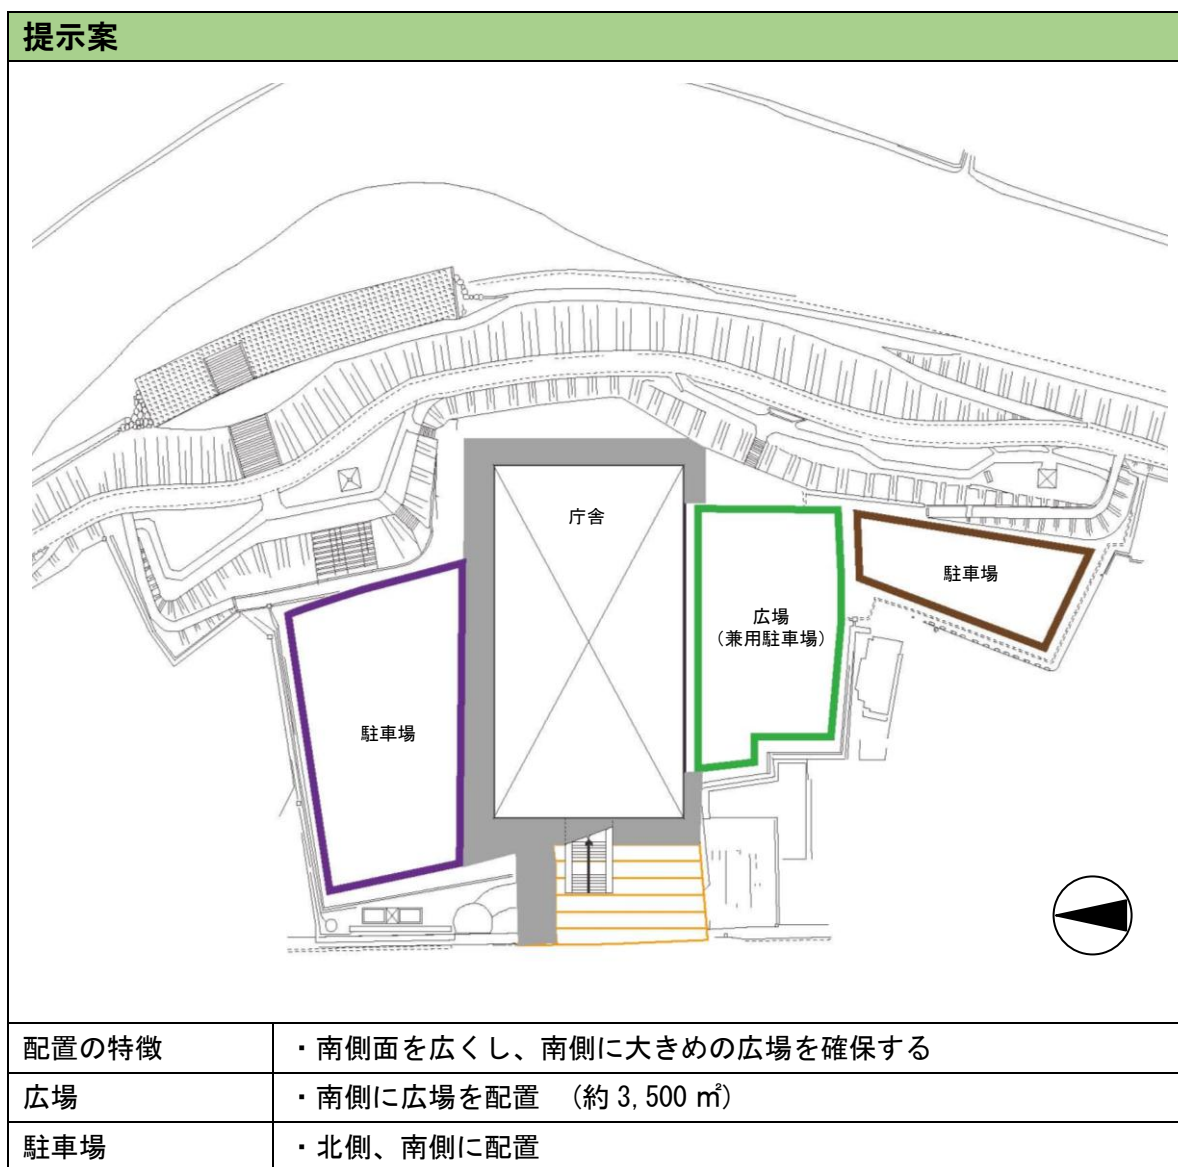 提示案
庁舎
広場
（兼用駐車場）
駐車場
駐車場
配置の特徴 ・南側面を広くし、南側に大きめの広場を確保する
広場 ・南側に広場を配置 （約 3,500 ㎡）
駐車場 ・北側、南側に配置